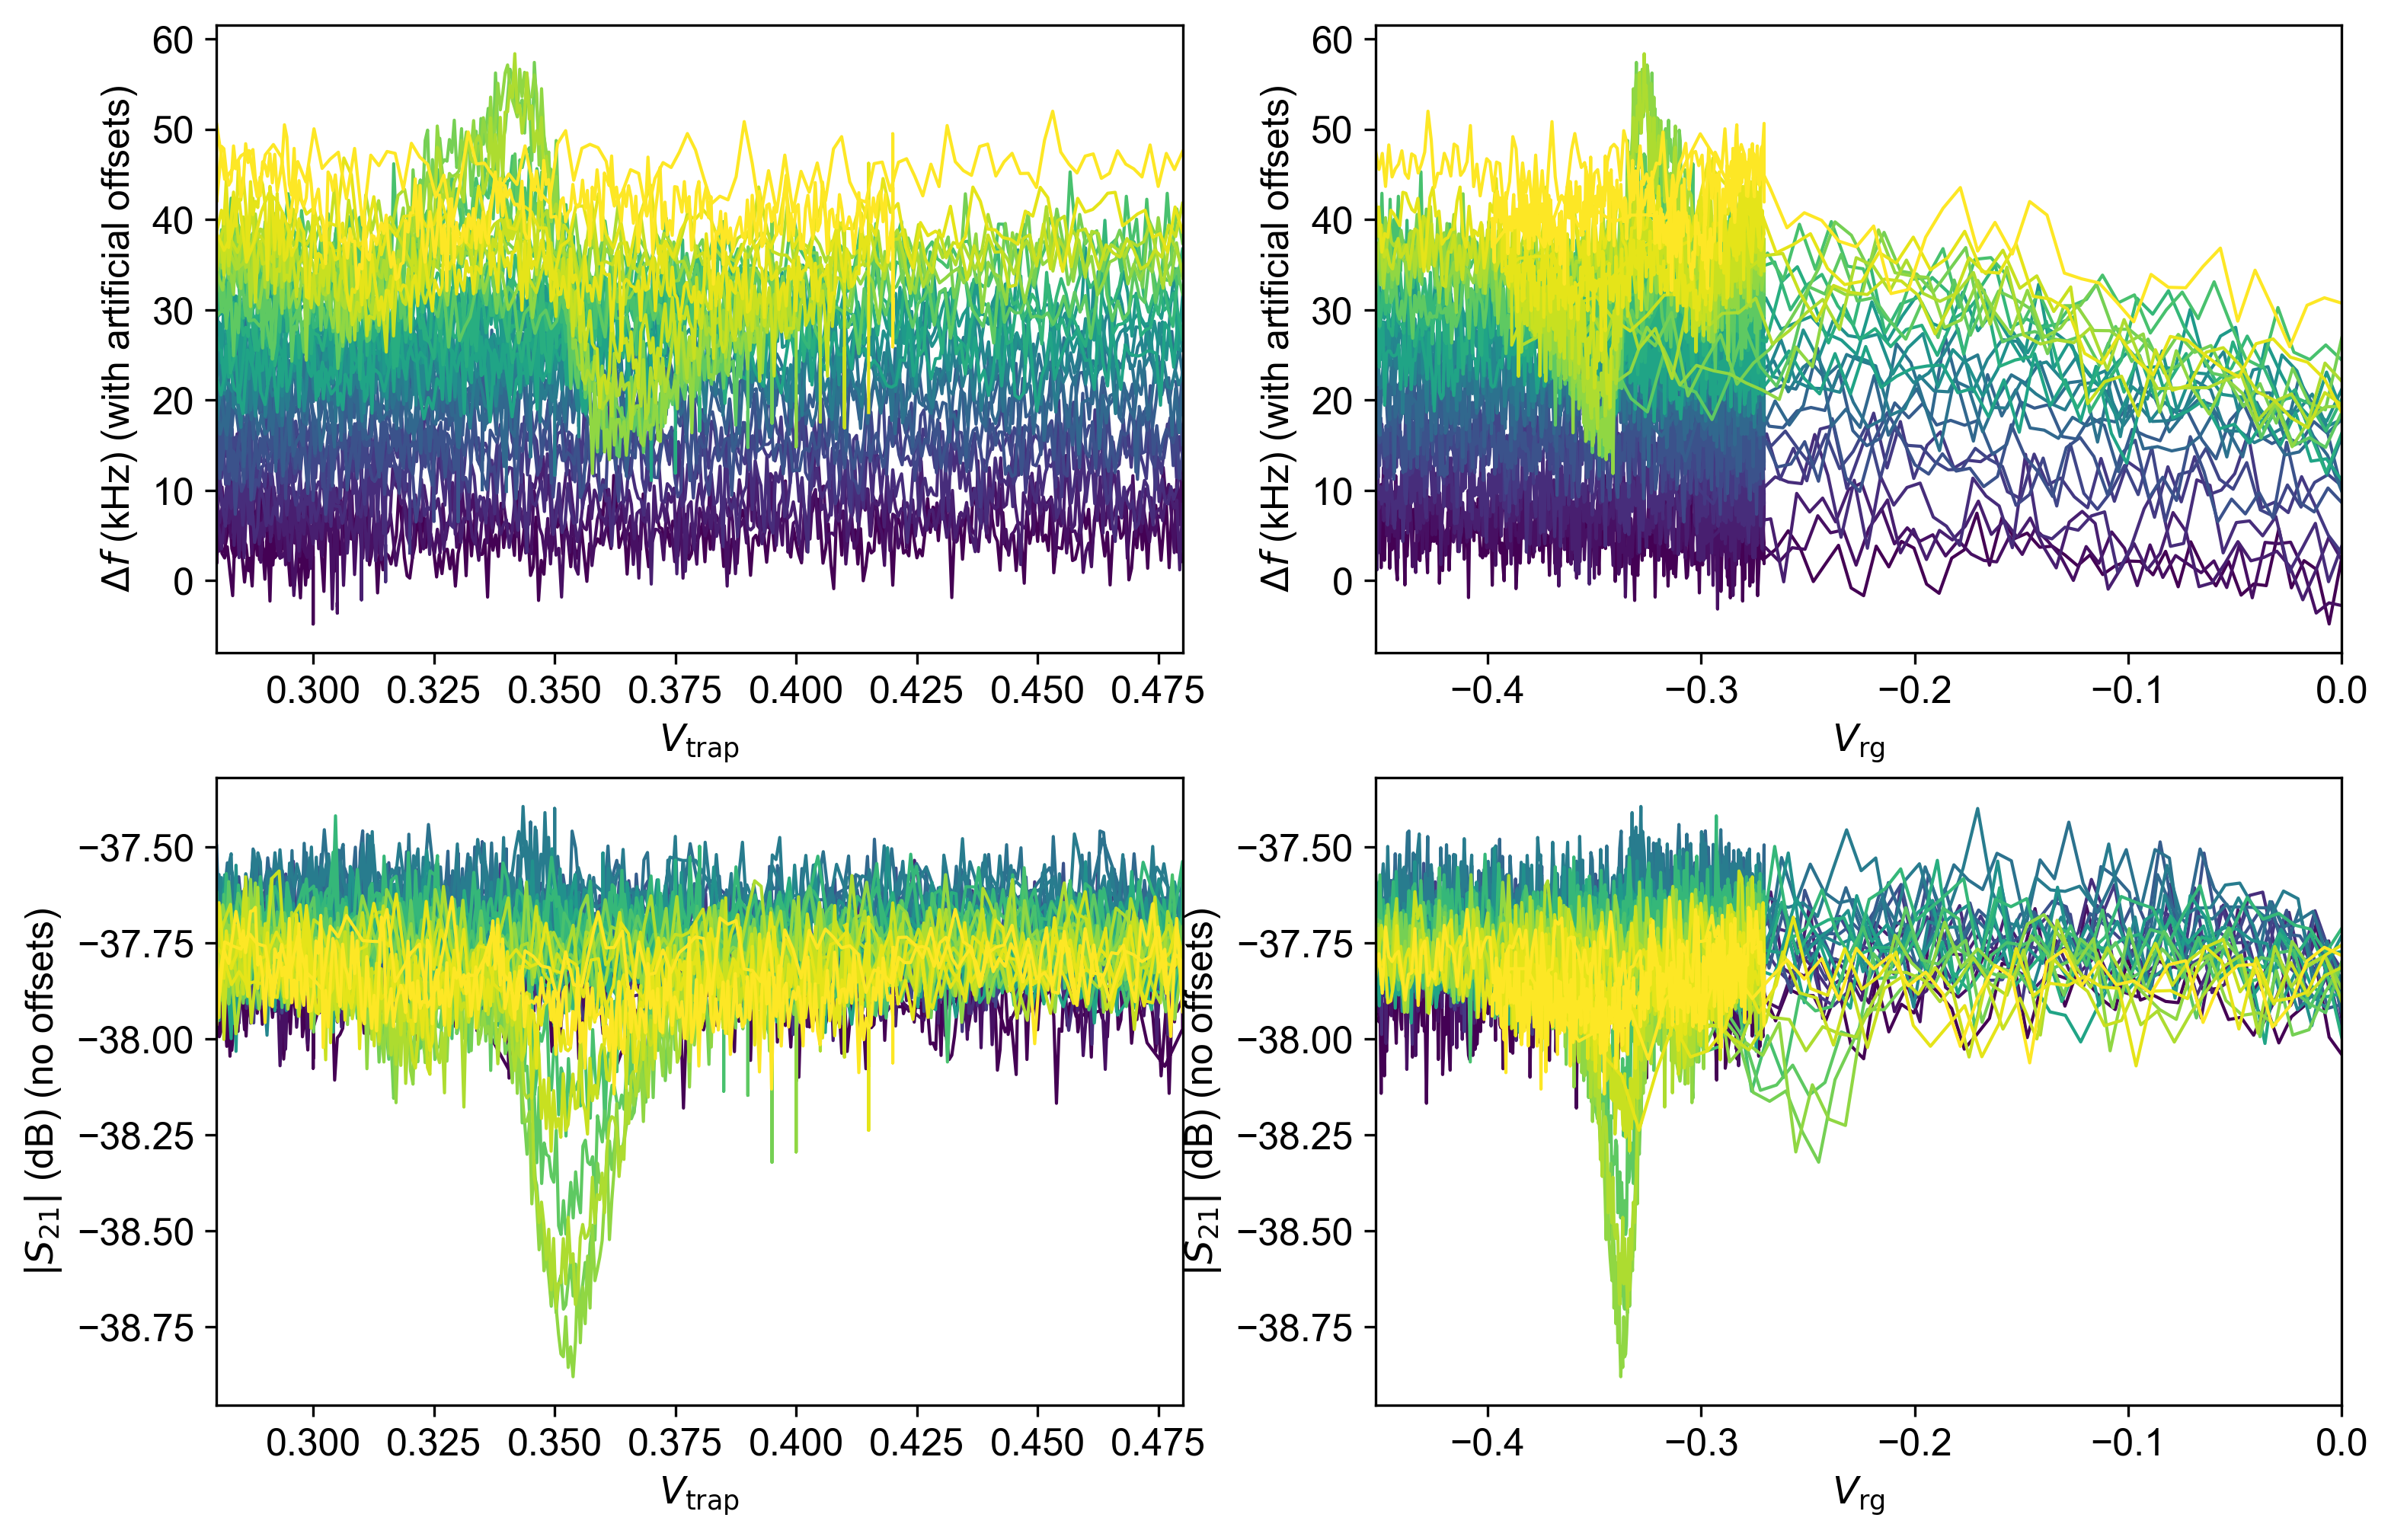 60
50
40
30
20
10
0
Δf (kHz) (with artificial offsets)
0.300 0.325 0.350 0.375 0.400 0.425 0.450 0.475
V_trap
60
50
40
30
20
10
0
Δf (kHz) (with artificial offsets)
−0.4 −0.3 −0.2 −0.1 0.0
V_rg
−37.50
−37.75
−38.00
−38.25
−38.50
−38.75
|S_21| (dB) (no offsets)
0.300 0.325 0.350 0.375 0.400 0.425 0.450 0.475
V_trap
−37.50
−37.75
−38.00
−38.25
−38.50
−38.75
|S_21| (dB) (no offsets)
−0.4 −0.3 −0.2 −0.1 0.0
V_rg